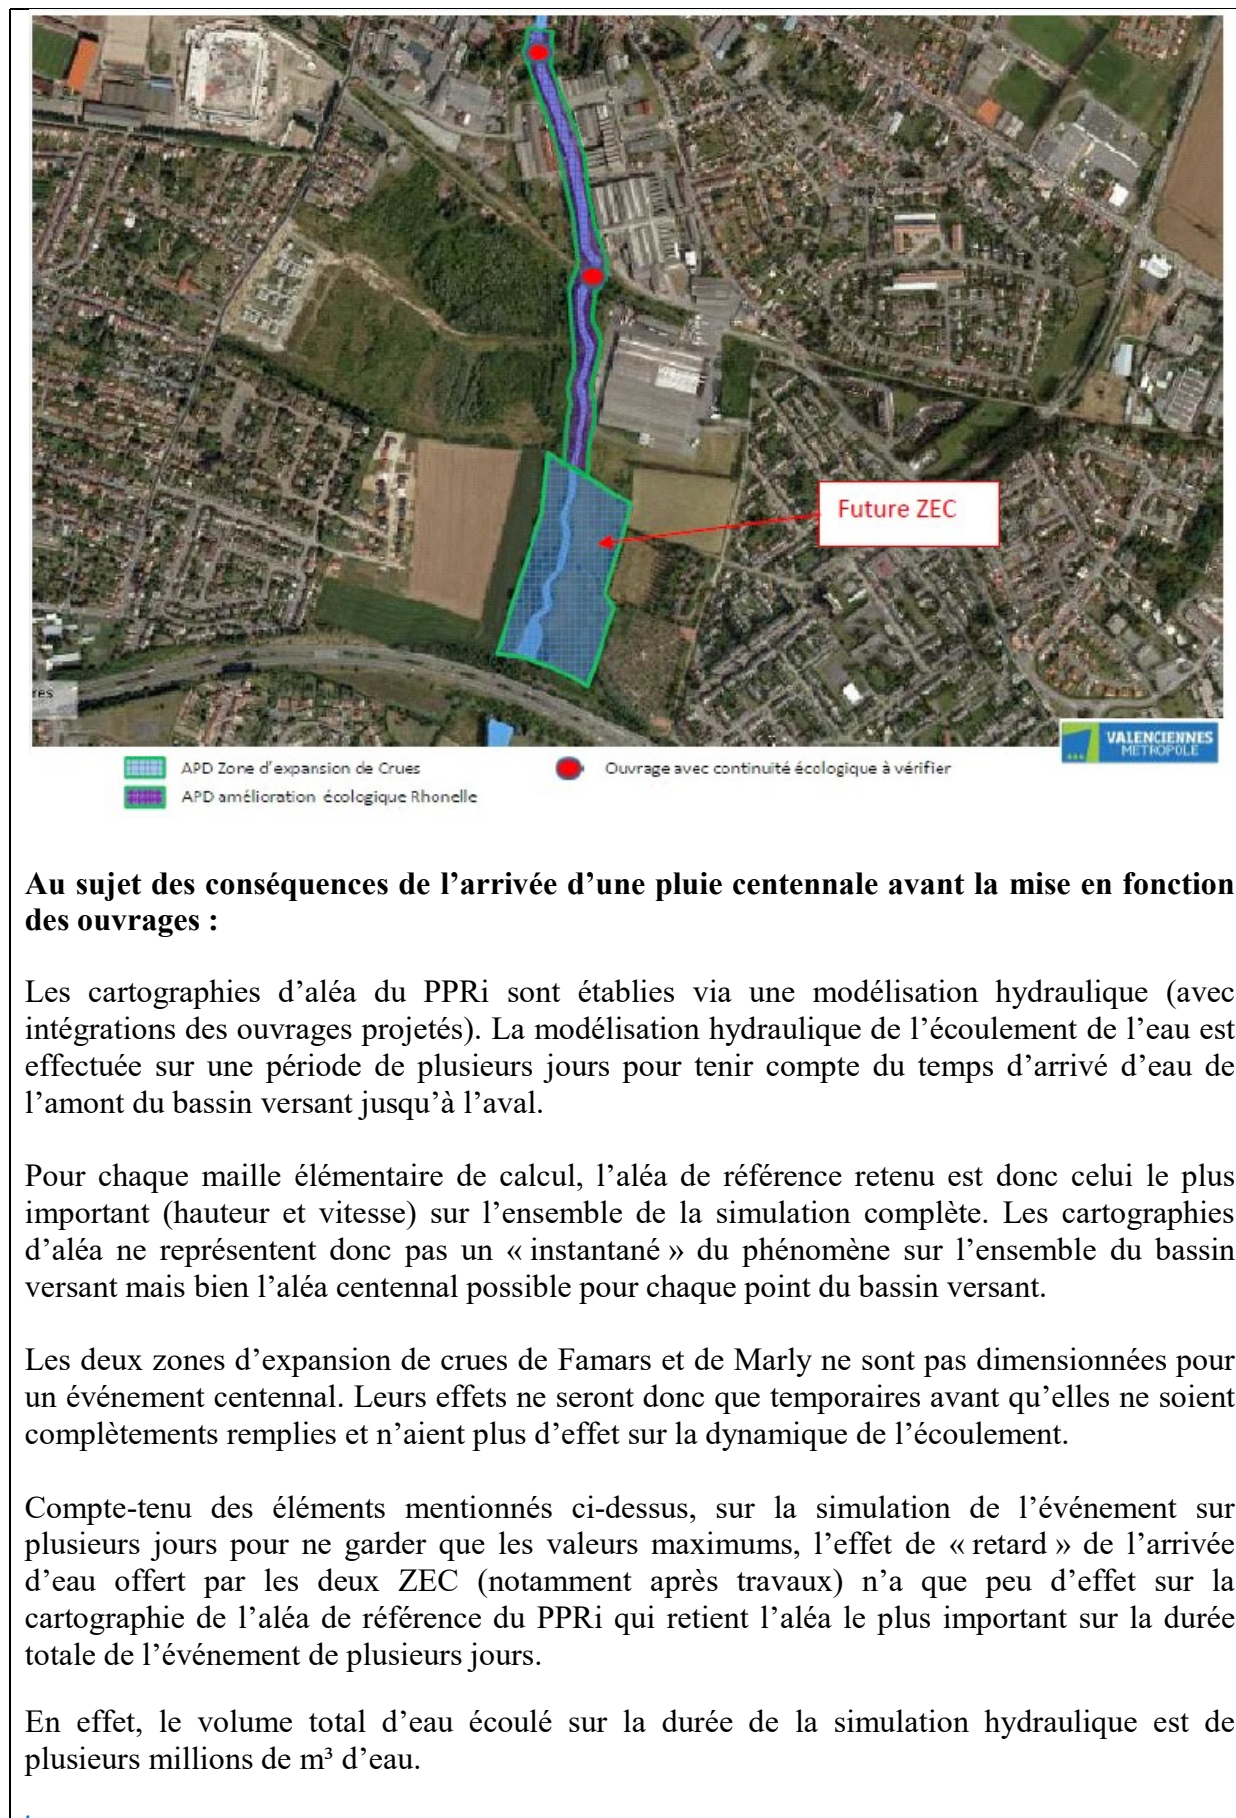 Future ZEC
res
VALENCIENNES
METROPOLE
APD Zone d'expansion de Crues
Ouvrage avec continuité écologique à vérifier
APD amélioration écologique Rhonelle
Au sujet des conséquences de l'arrivée d'une pluie centennale avant la mise en fonction
des ouvrages :
Les cartographies d'aléa du PPRi sont établies via une modélisation hydraulique (avec
intégrations des ouvrages projetés). La modélisation hydraulique de l'écoulement de l'eau est
effectuée sur une période de plusieurs jours pour tenir compte du temps d'arrivé d'eau de
l'amont du bassin versant jusqu'à l'aval.
Pour chaque maille élémentaire de calcul, l'aléa de référence retenu est donc celui le plus
important (hauteur et vitesse) sur l'ensemble de la simulation complète. Les cartographies
d'aléa ne représentent donc pas un « instantané » du phénomène sur l'ensemble du bassin
versant mais bien l'aléa centennal possible pour chaque point du bassin versant.
Les deux zones d'expansion de crues de Famars et de Marly ne sont pas dimensionnées pour
un événement centennal. Leurs effets ne seront donc que temporaires avant qu'elles ne soient
complètements remplies et n'aient plus d'effet sur la dynamique de l'écoulement.
Compte-tenu des éléments mentionnés ci-dessus, sur la simulation de l'événement sur
plusieurs jours pour ne garder que les valeurs maximums, l'effet de « retard » de l'arrivée
d'eau offert par les deux ZEC (notamment après travaux) n'a que peu d'effet sur la
cartographie de l'aléa de référence du PPRi qui retient l'aléa le plus important sur la durée
totale de l'événement de plusieurs jours.
En effet, le volume total d'eau écoulé sur la durée de la simulation hydraulique est de
plusieurs millions de m³ d'eau.